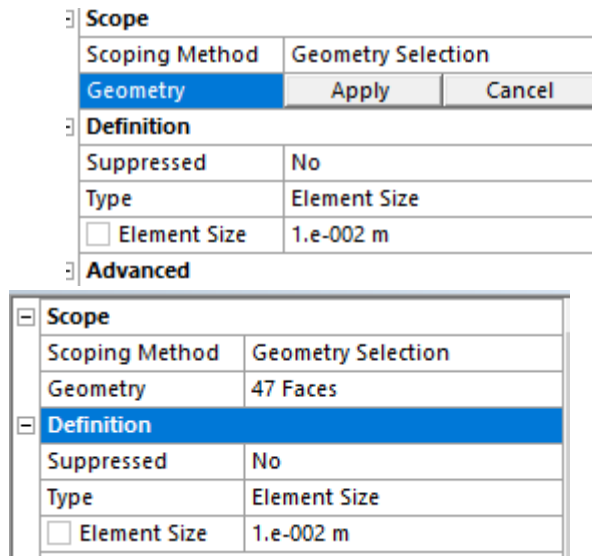 Scope
Scoping Method Geometry Selection
Geometry Apply Cancel
Definition
Suppressed No
Type Element Size
Element Size 1.e-002 m
Advanced
Scope
Scoping Method Geometry Selection
Geometry 47 Faces
Definition
Suppressed No
Type Element Size
Element Size 1.e-002 m